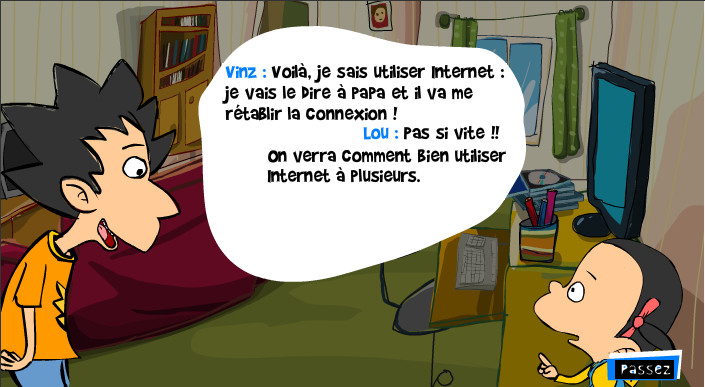 Vinz : Voilà, je sais utiliser Internet :
je vais le dire à papa et il va me
rétablir la connexion !
Lou : Pas si vite !!
On verra comment bien utiliser
Internet à plusieurs.
Passez